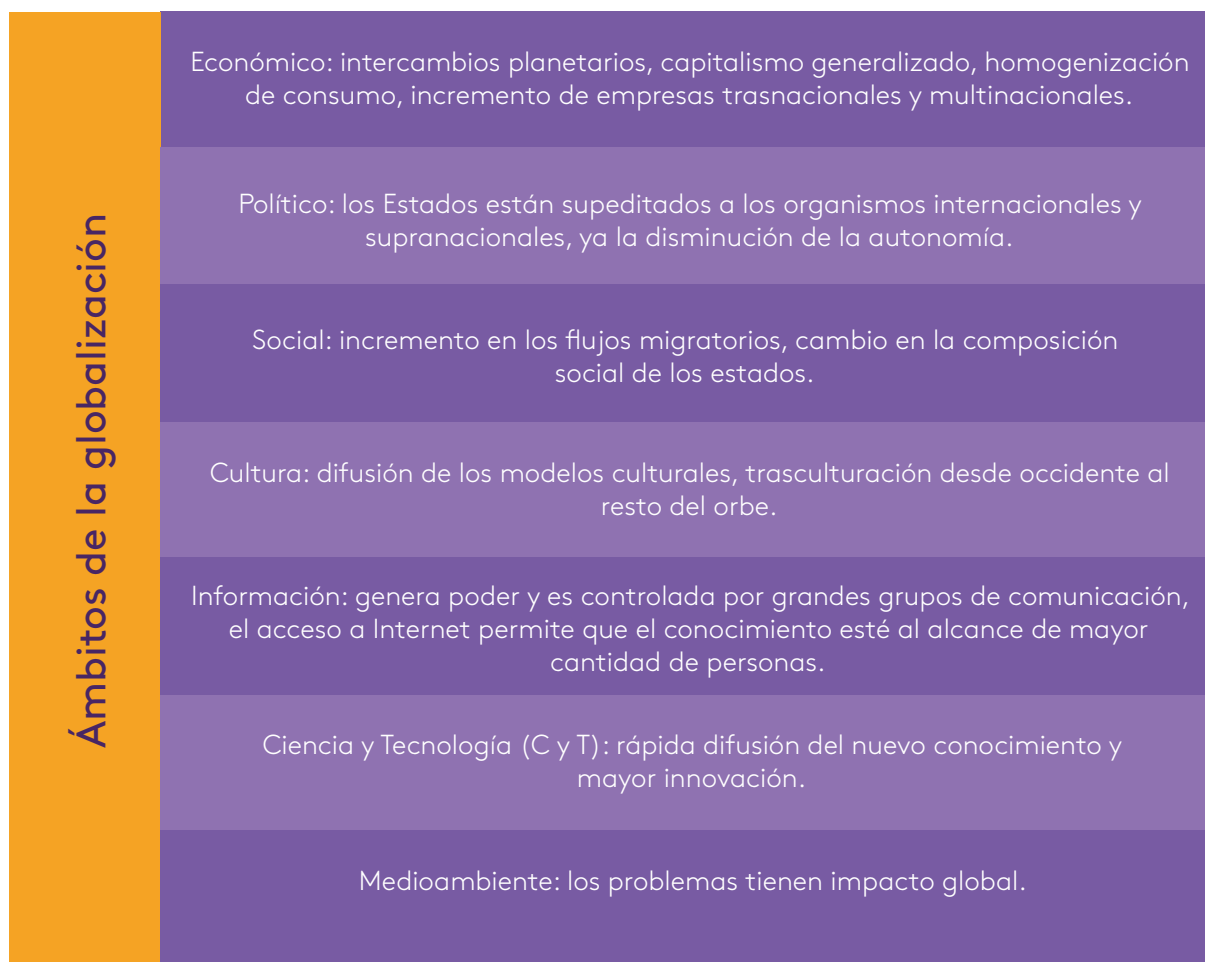 Ámbitos de la globalización
Económico: intercambios planetarios, capitalismo generalizado, homogenización
de consumo, incremento de empresas trasnacionales y multinacionales.
Político: los Estados están supeditados a los organismos internacionales y
supranacionales, ya la disminución de la autonomía.
Social: incremento en los flujos migratorios, cambio en la composición
social de los estados.
Cultura: difusión de los modelos culturales, trasculturación desde occidente al
resto del orbe.
Información: genera poder y es controlada por grandes grupos de comunicación,
el acceso a Internet permite que el conocimiento esté al alcance de mayor
cantidad de personas.
Ciencia y Tecnología (C y T): rápida difusión del nuevo conocimiento y
mayor innovación.
Medioambiente: los problemas tienen impacto global.